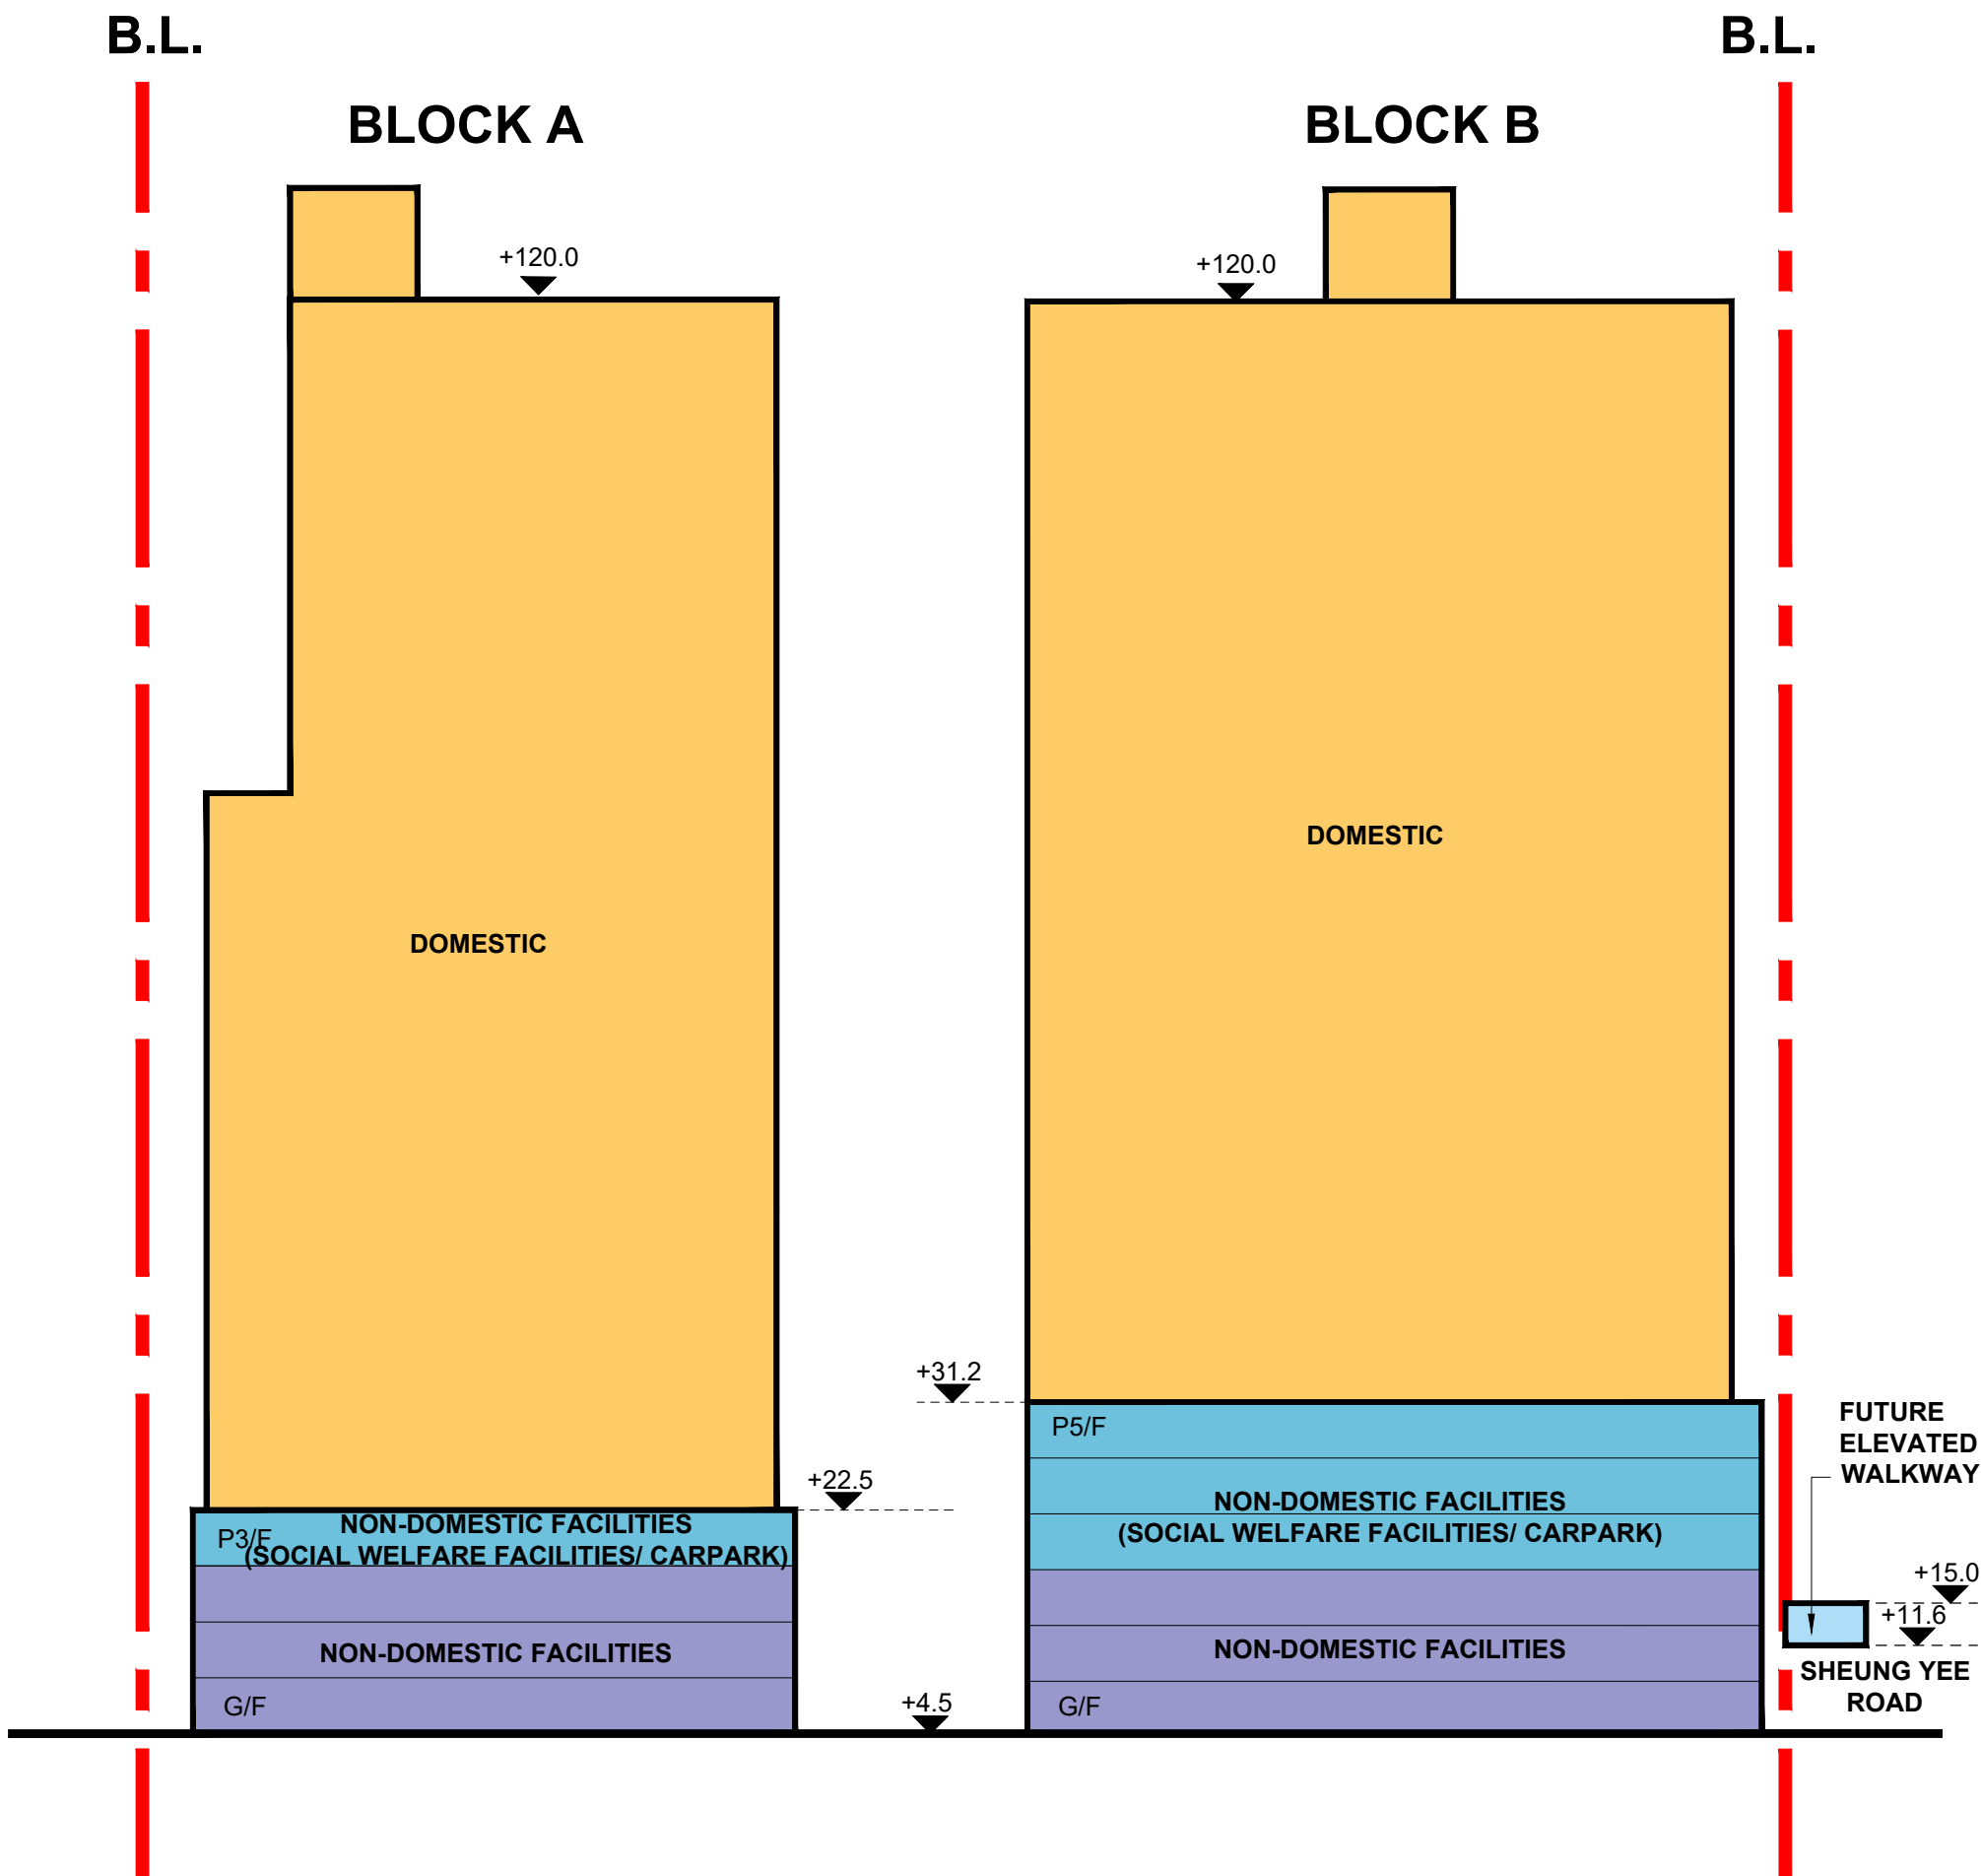 B.L.
B.L.
BLOCK A
BLOCK B
+120.0
+120.0
DOMESTIC
DOMESTIC
+31.2
P5/F
FUTURE
ELEVATED
WALKWAY
+22.5
NON-DOMESTIC FACILITIES
(SOCIAL WELFARE FACILITIES/ CARPARK)
P3/F
NON-DOMESTIC FACILITIES
(SOCIAL WELFARE FACILITIES/ CARPARK)
+15.0
+11.6
NON-DOMESTIC FACILITIES
NON-DOMESTIC FACILITIES
SHEUNG YEE
ROAD
G/F
+4.5
G/F